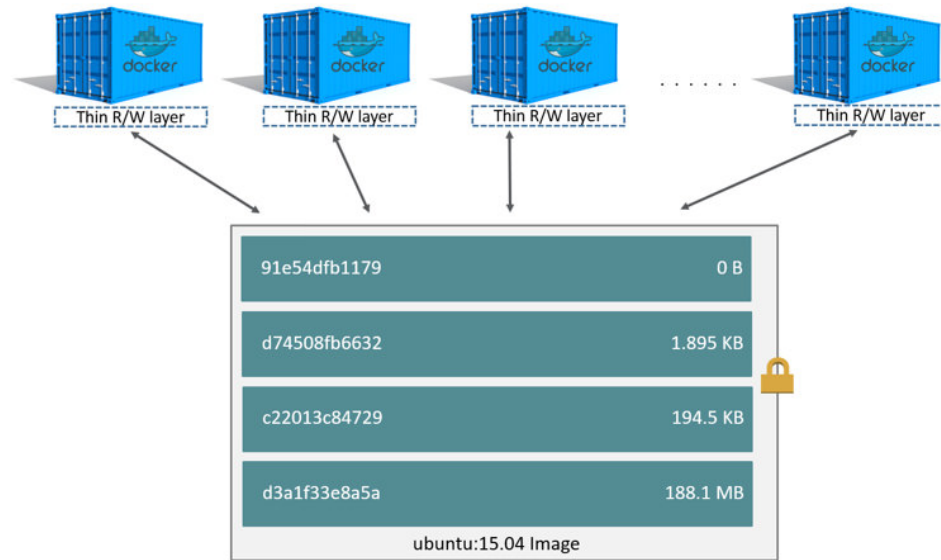 docker docker docker docker
. . . . . .
Thin R/W layer Thin R/W layer Thin R/W layer Thin R/W layer
91e54dfb1179 0 B
d74508fb6632 1.895 KB
c22013c84729 194.5 KB
d3a1f33e8a5a 188.1 MB
ubuntu:15.04 Image